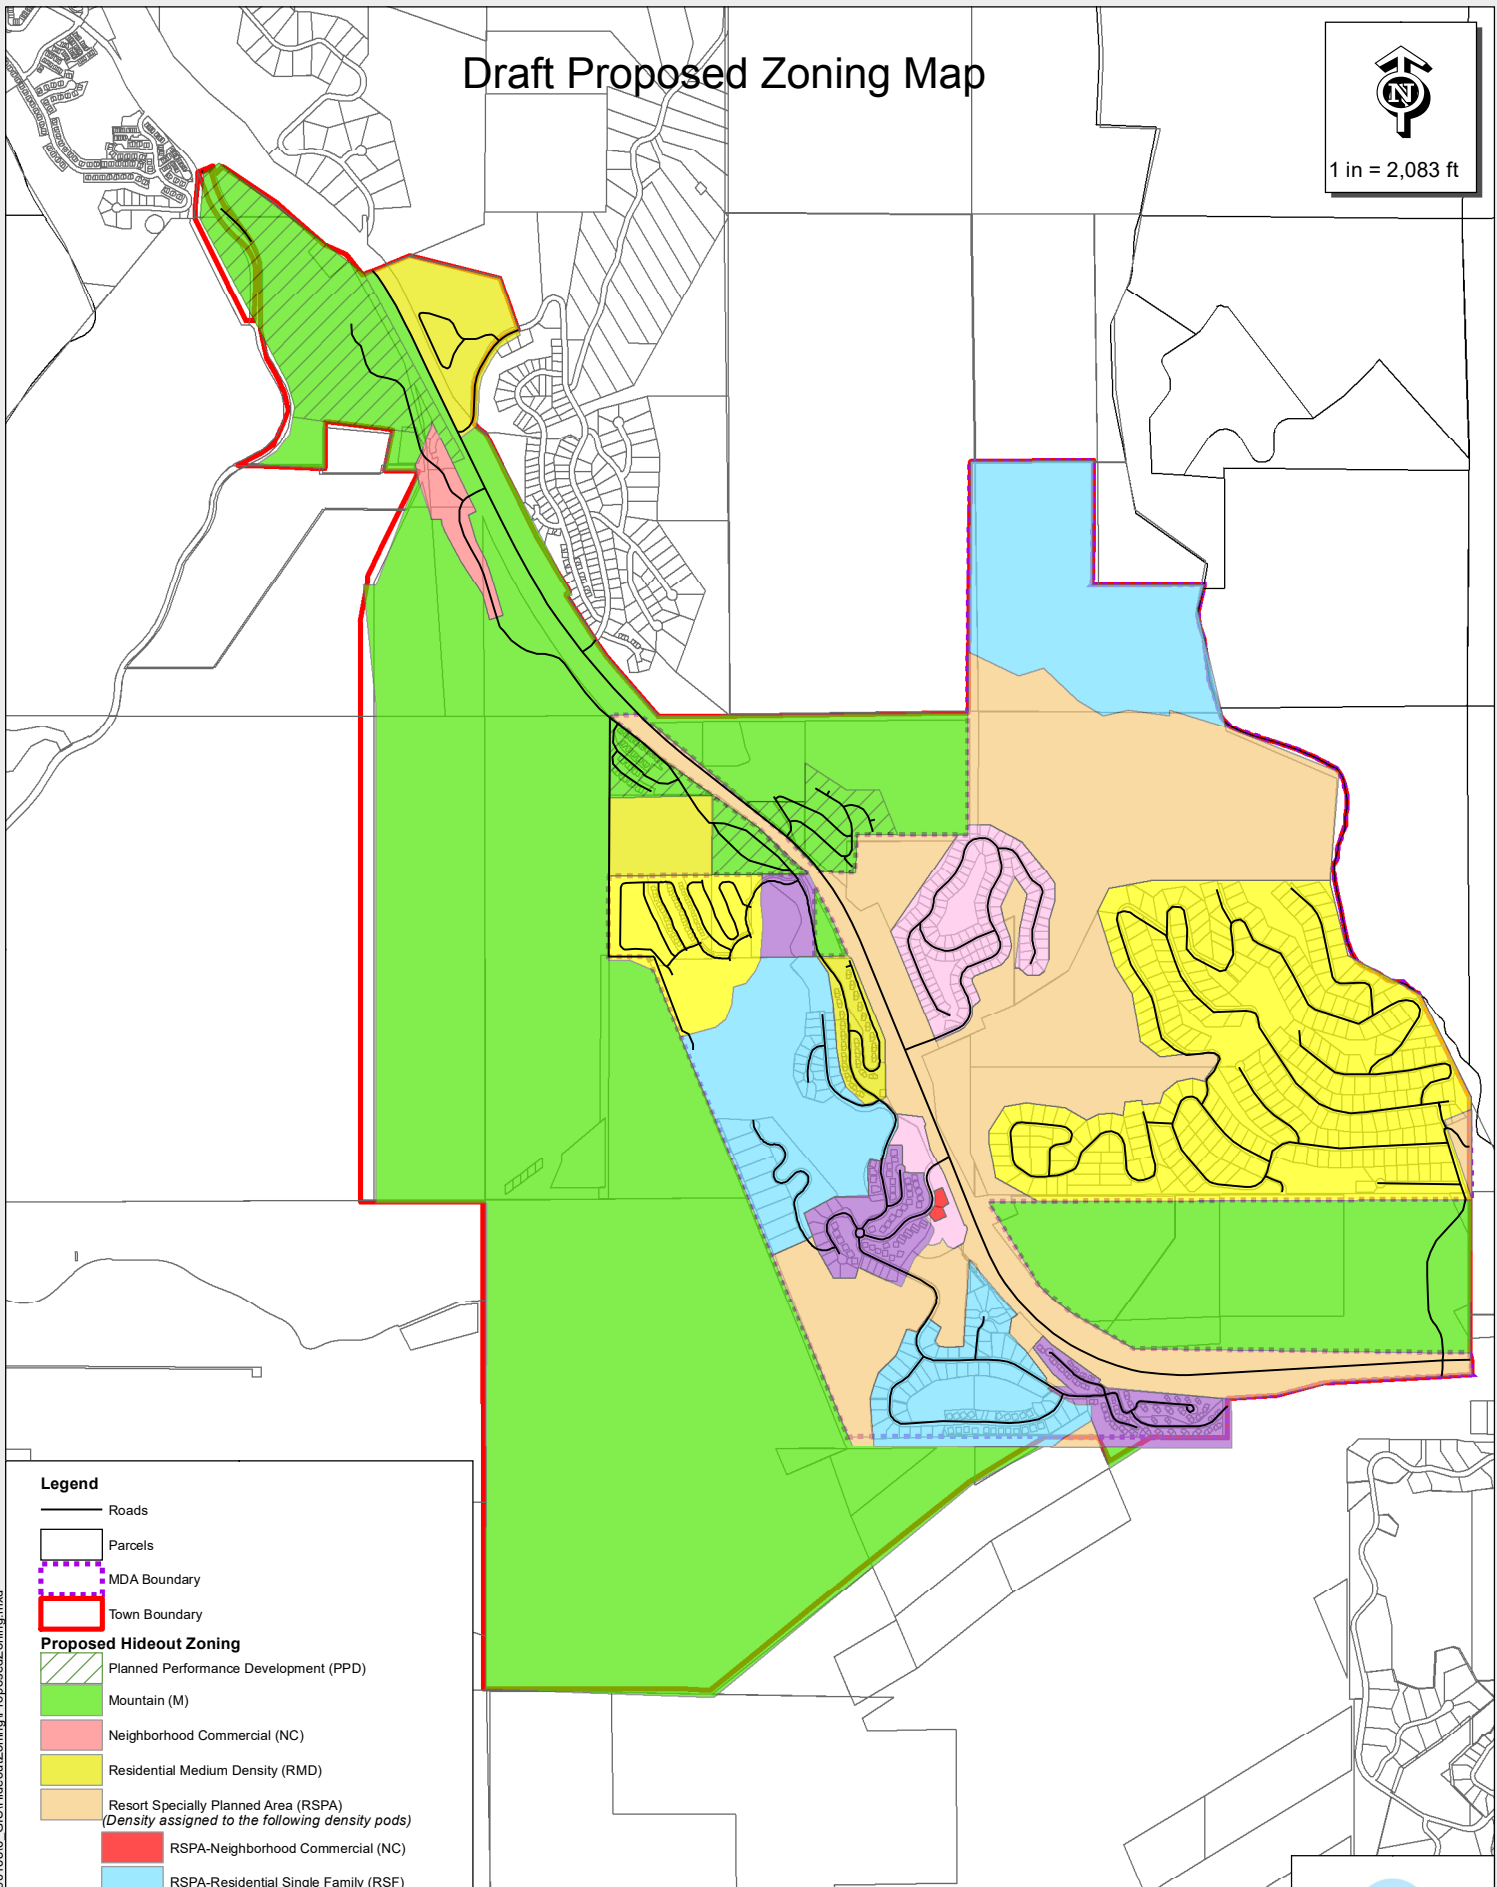 Draft Proposed Zoning Map
N
1 in = 2,083 ft
Legend
Roads
Parcels
MDA Boundary
Town Boundary
Proposed Hideout Zoning
Planned Performance Development (PPD)
Mountain (M)
Neighborhood Commercial (NC)
Residential Medium Density (RMD)
Resort Specially Planned Area (RSPA)
(Density assigned to the following density pods)
RSPA-Neighborhood Commercial (NC)
RSPA-Residential Single Family (RSF)